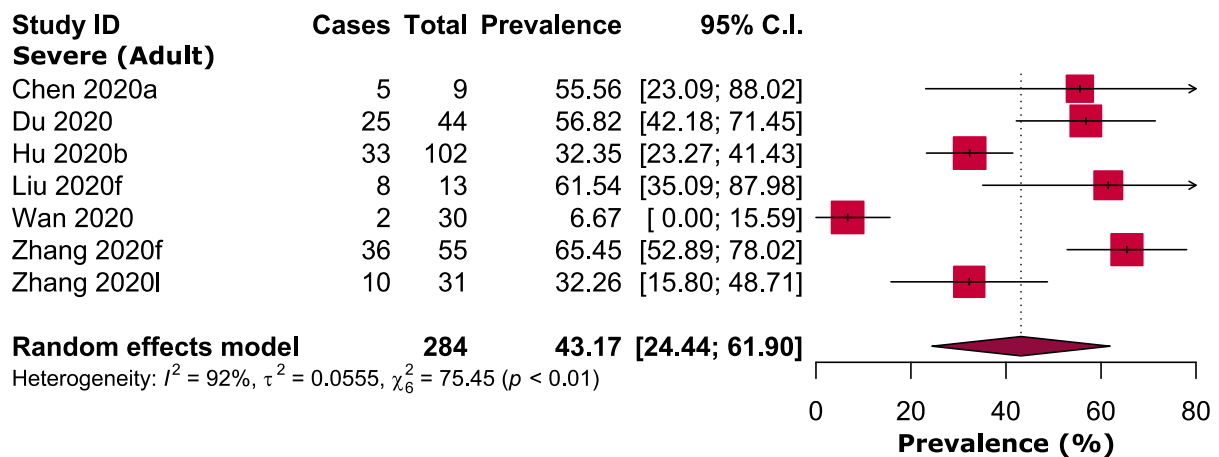 Study ID Cases Total Prevalence 95% C.I.
Severe (Adult)
Chen 2020a 5 9 55.56 [23.09; 88.02]
Du 2020 25 44 56.82 [42.18; 71.45]
Hu 2020b 33 102 32.35 [23.27; 41.43]
Liu 2020f 8 13 61.54 [35.09; 87.98]
Wan 2020 2 30 6.67 [ 0.00; 15.59]
Zhang 2020f 36 55 65.45 [52.89; 78.02]
Zhang 2020l 10 31 32.26 [15.80; 48.71]
Random effects model 284 43.17 [24.44; 61.90]
Heterogeneity: I² = 92%, τ² = 0.0555, χ²₆ = 75.45 (p < 0.01)
0 20 40 60 80
Prevalence (%)